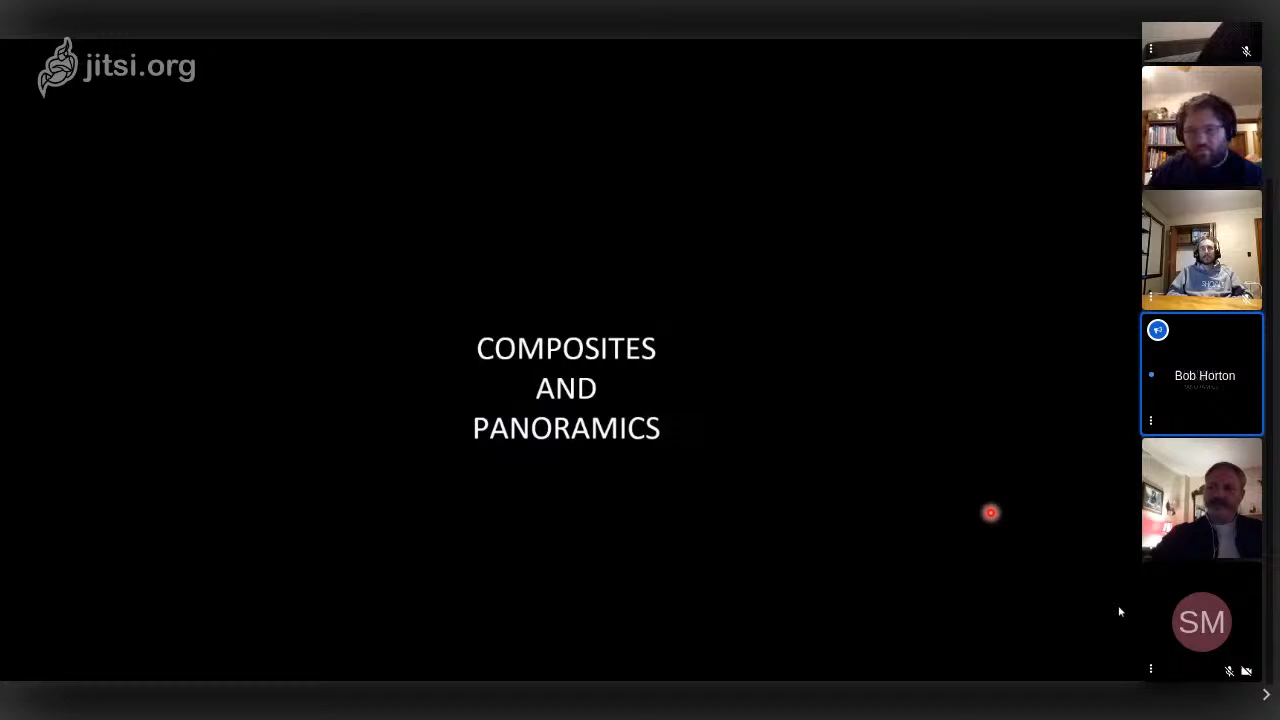 jitsi.org
COMPOSITES
AND
PANORAMICS
Bob Horton
SM